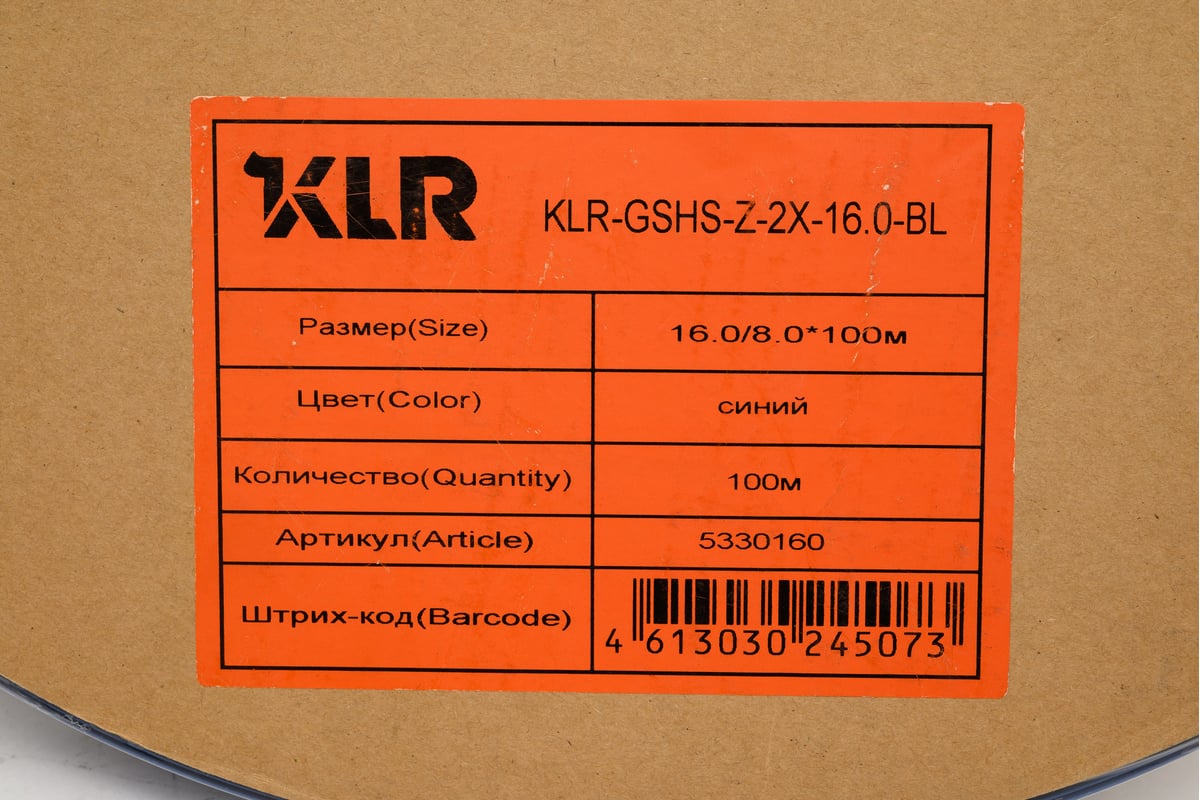 KLR
KLR-GSHS-Z-2X-16.0-BL
Размер(Size) 16.0/8.0*100м
Цвет(Color) синий
Количество(Quantity) 100м
Артикул(Article) 5330160
Штрих-код(Barcode) 4 613030 245073